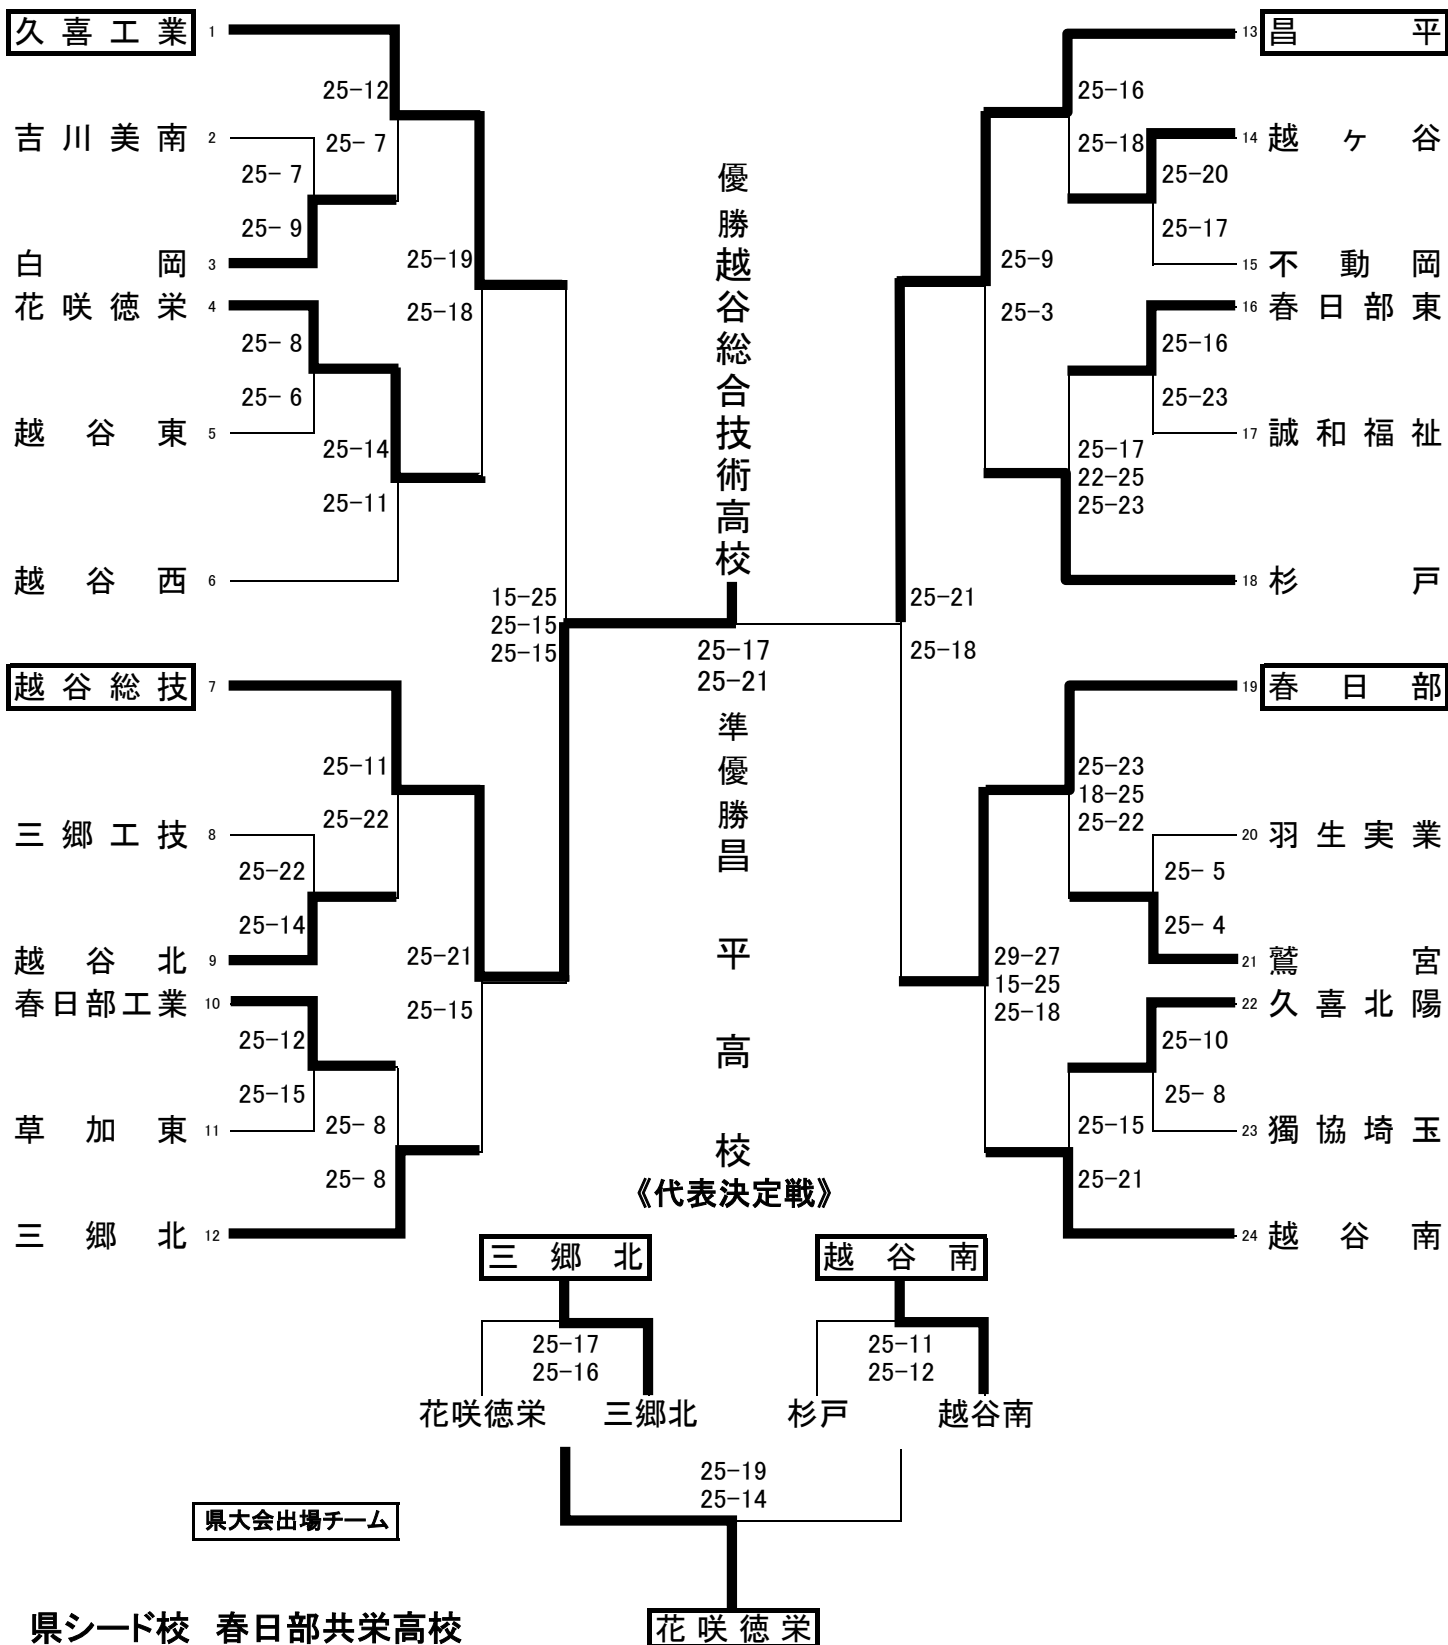 久喜工業 1
25-12
25- 7
吉川美南 2
25- 7
25- 9
白岡 3
花咲徳栄 4
25- 8
25- 6
越谷東 5
25-14
25-11
越谷西 6
25-19
25-18
15-25
25-15
25-15
越谷総技 7
25-11
25-22
三郷工技 8
25-22
25-14
越谷北 9
春日部工業 10
25-12
25-15
草加東 11
25- 8
25- 8
三郷北 12
25-21
25-15
優勝越谷総合技術高校
25-17
25-21
準優勝昌平高校
13 昌平
25-16
25-18
14 越ヶ谷
25-20
25-17
15 不動岡
25-9
25-3
16 春日部東
25-16
25-23
17 誠和福祉
25-17
22-25
25-23
18 杉戸
25-21
25-18
19 春日部
25-23
18-25
25-22
20 羽生実業
25- 5
25- 4
21 鷲宮
29-27
15-25
25-18
22 久喜北陽
25-10
25- 8
23 獨協埼玉
25-15
25-21
24 越谷南
《代表決定戦》
三郷北 越谷南
25-17
25-16
25-11
25-12
花咲徳栄 三郷北 杉戸 越谷南
25-19
25-14
県大会出場チーム
県シード校 春日部共栄高校
花咲徳栄